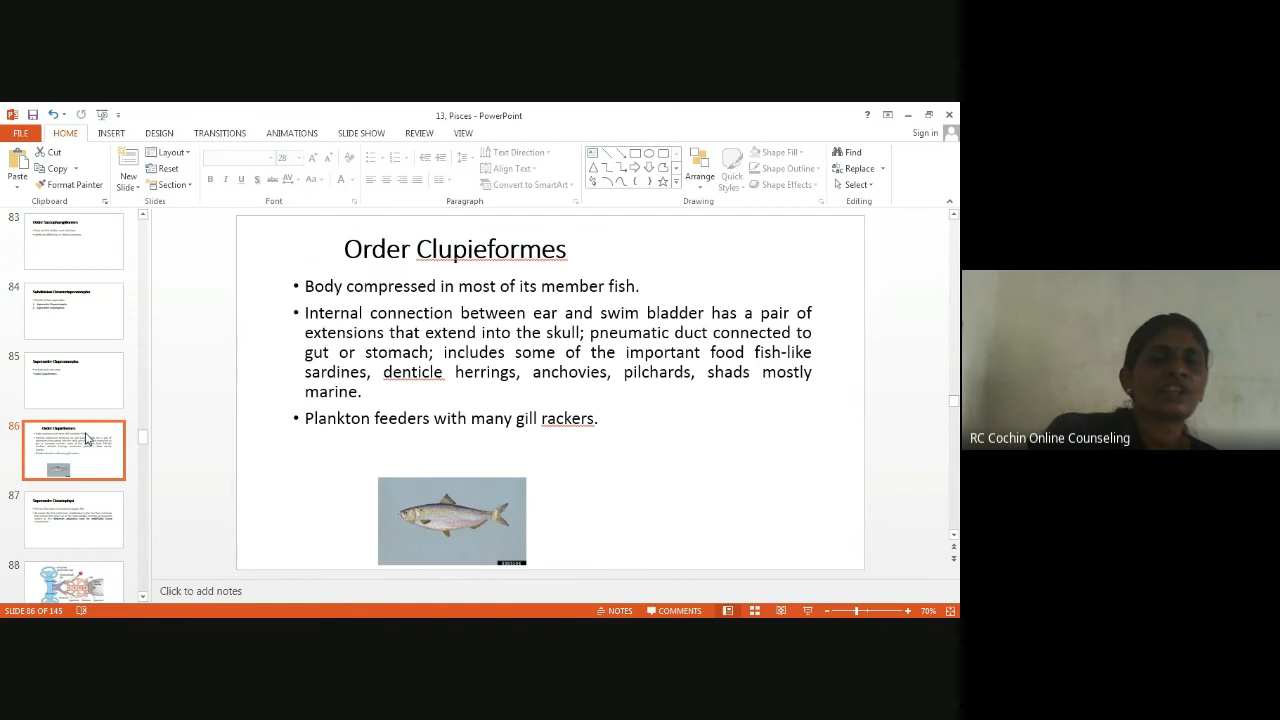 13, Pisces - PowerPoint
FILE HOME INSERT DESIGN TRANSITIONS ANIMATIONS SLIDE SHOW REVIEW VIEW Sign in
Paste
Cut
Copy
Format Painter
Clipboard
New
Slide
Layout
Reset
Section
Slides
28
Font
Text Direction
Align Text
Convert to SmartArt
Paragraph
Arrange
Quick
Styles
Shape Fill
Shape Outline
Shape Effects
Drawing
Find
Replace
Select
Editing
83
84
85
86
Order Clupieformes
87
88
Order Clupieformes
• Body compressed in most of its member fish.
• Internal connection between ear and swim bladder has a pair of
extensions that extend into the skull; pneumatic duct connected to
gut or stomach; includes some of the important food fish-like
sardines, denticle herrings, anchovies, pilchards, shads mostly
marine.
• Plankton feeders with many gill rackers.
Click to add notes
SLIDE 86 OF 145
NOTES COMMENTS 70%
RC Cochin Online Counseling